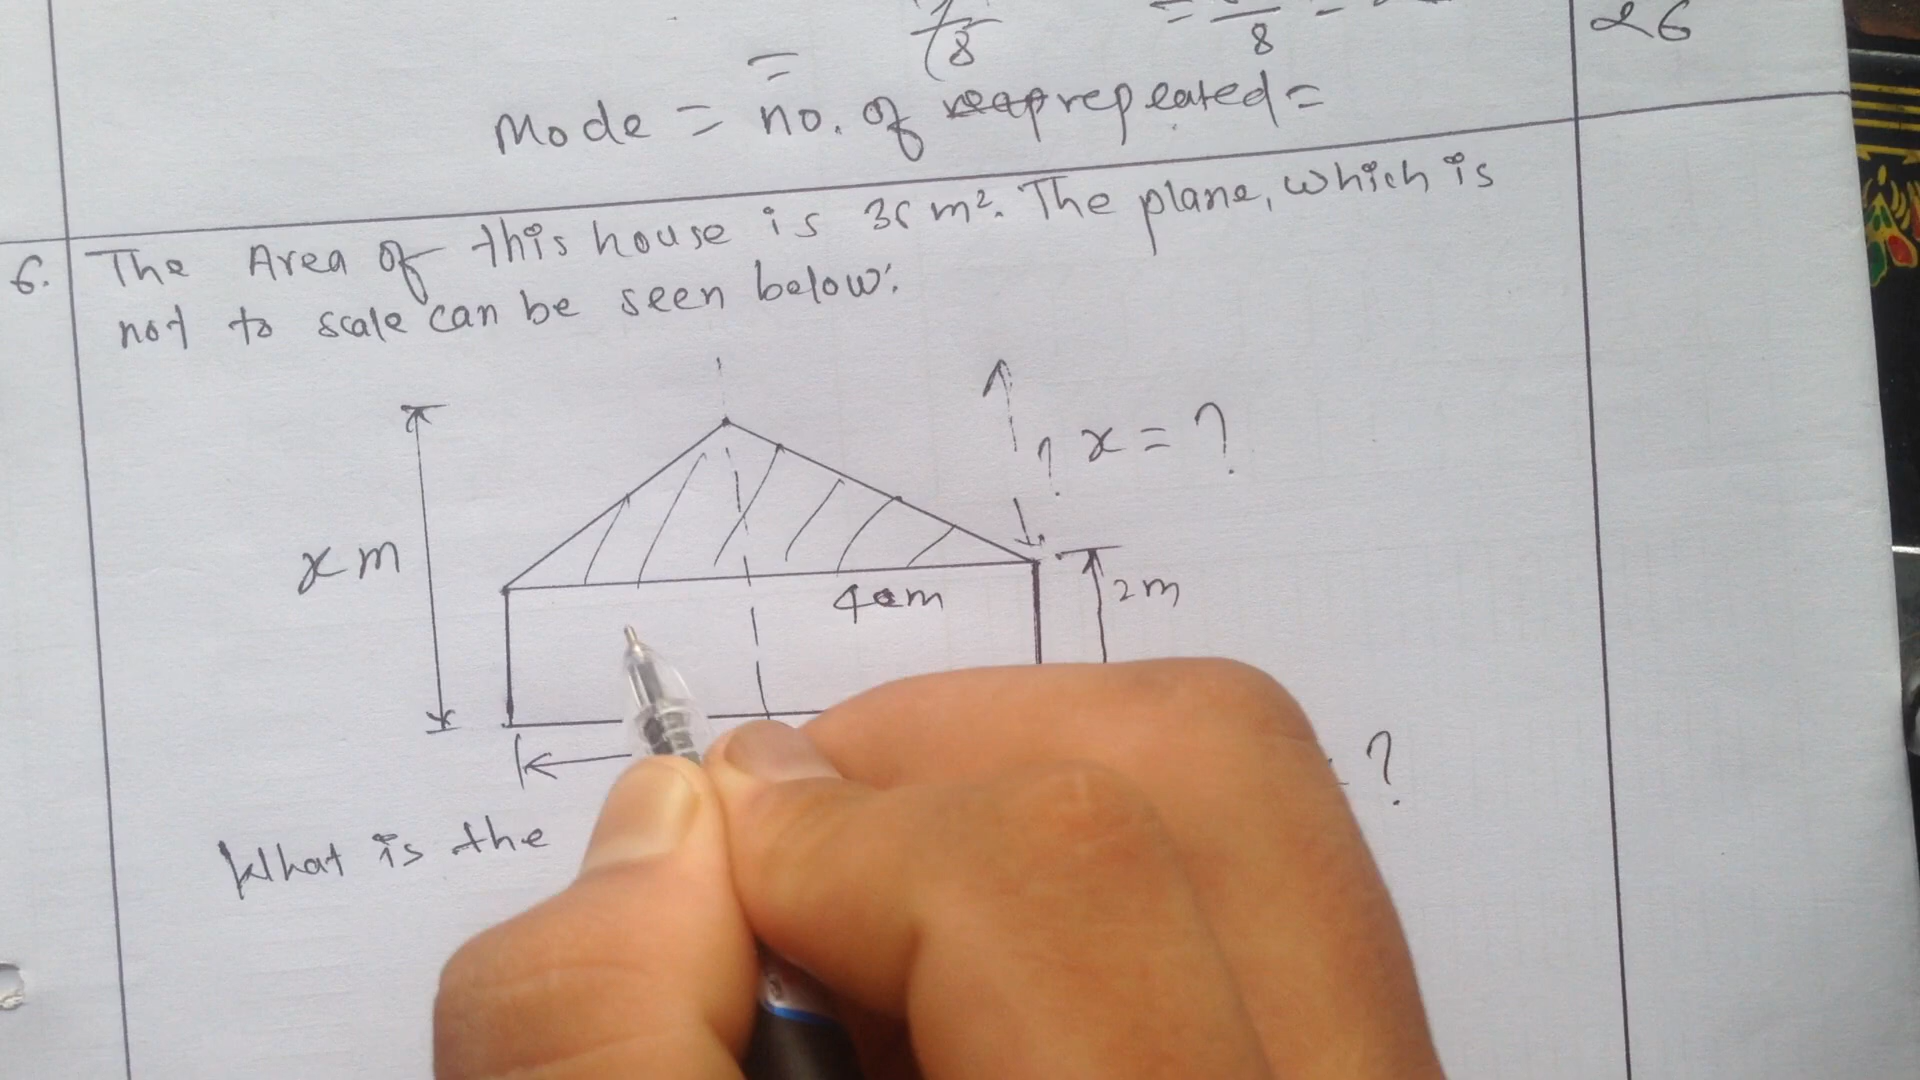 8 = 8 - 26
=
Mode = no. of repeated =
6. The Area of this house is 36 m². The plane, which is
not to scale can be seen below:
? x = ?
x m
4 m
2 m
?
What is the